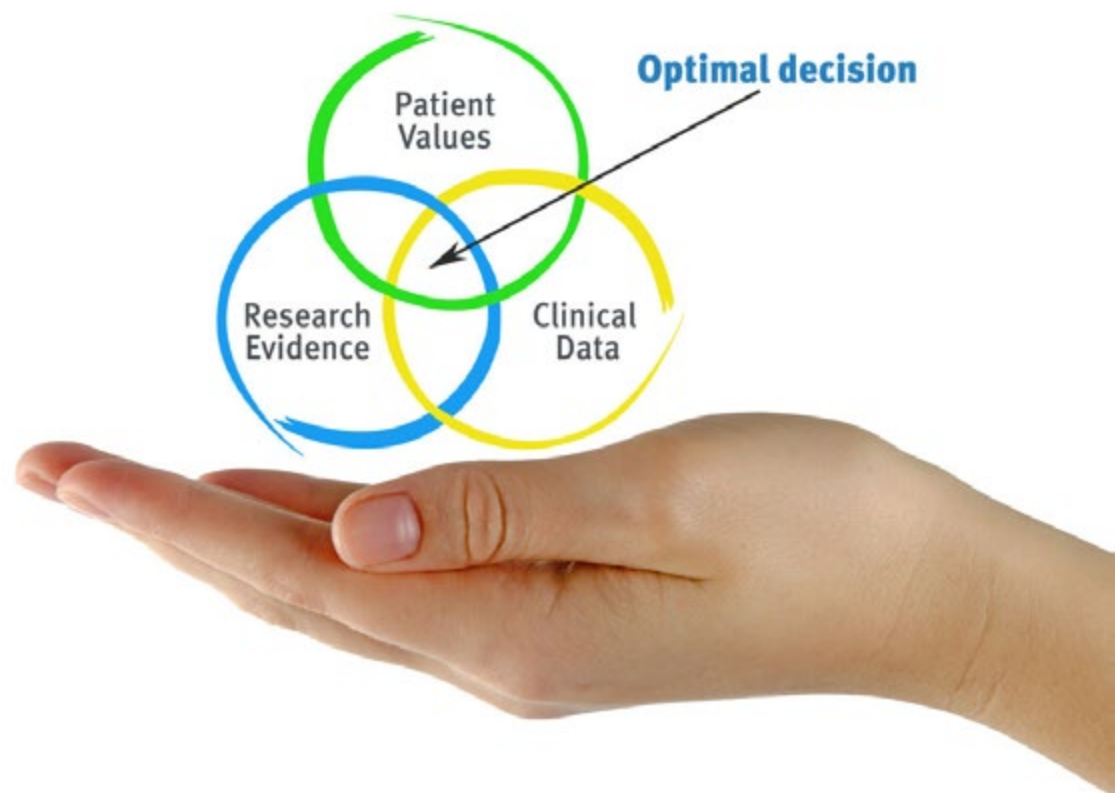 Optimal decision
Patient
Values
Research
Evidence
Clinical
Data